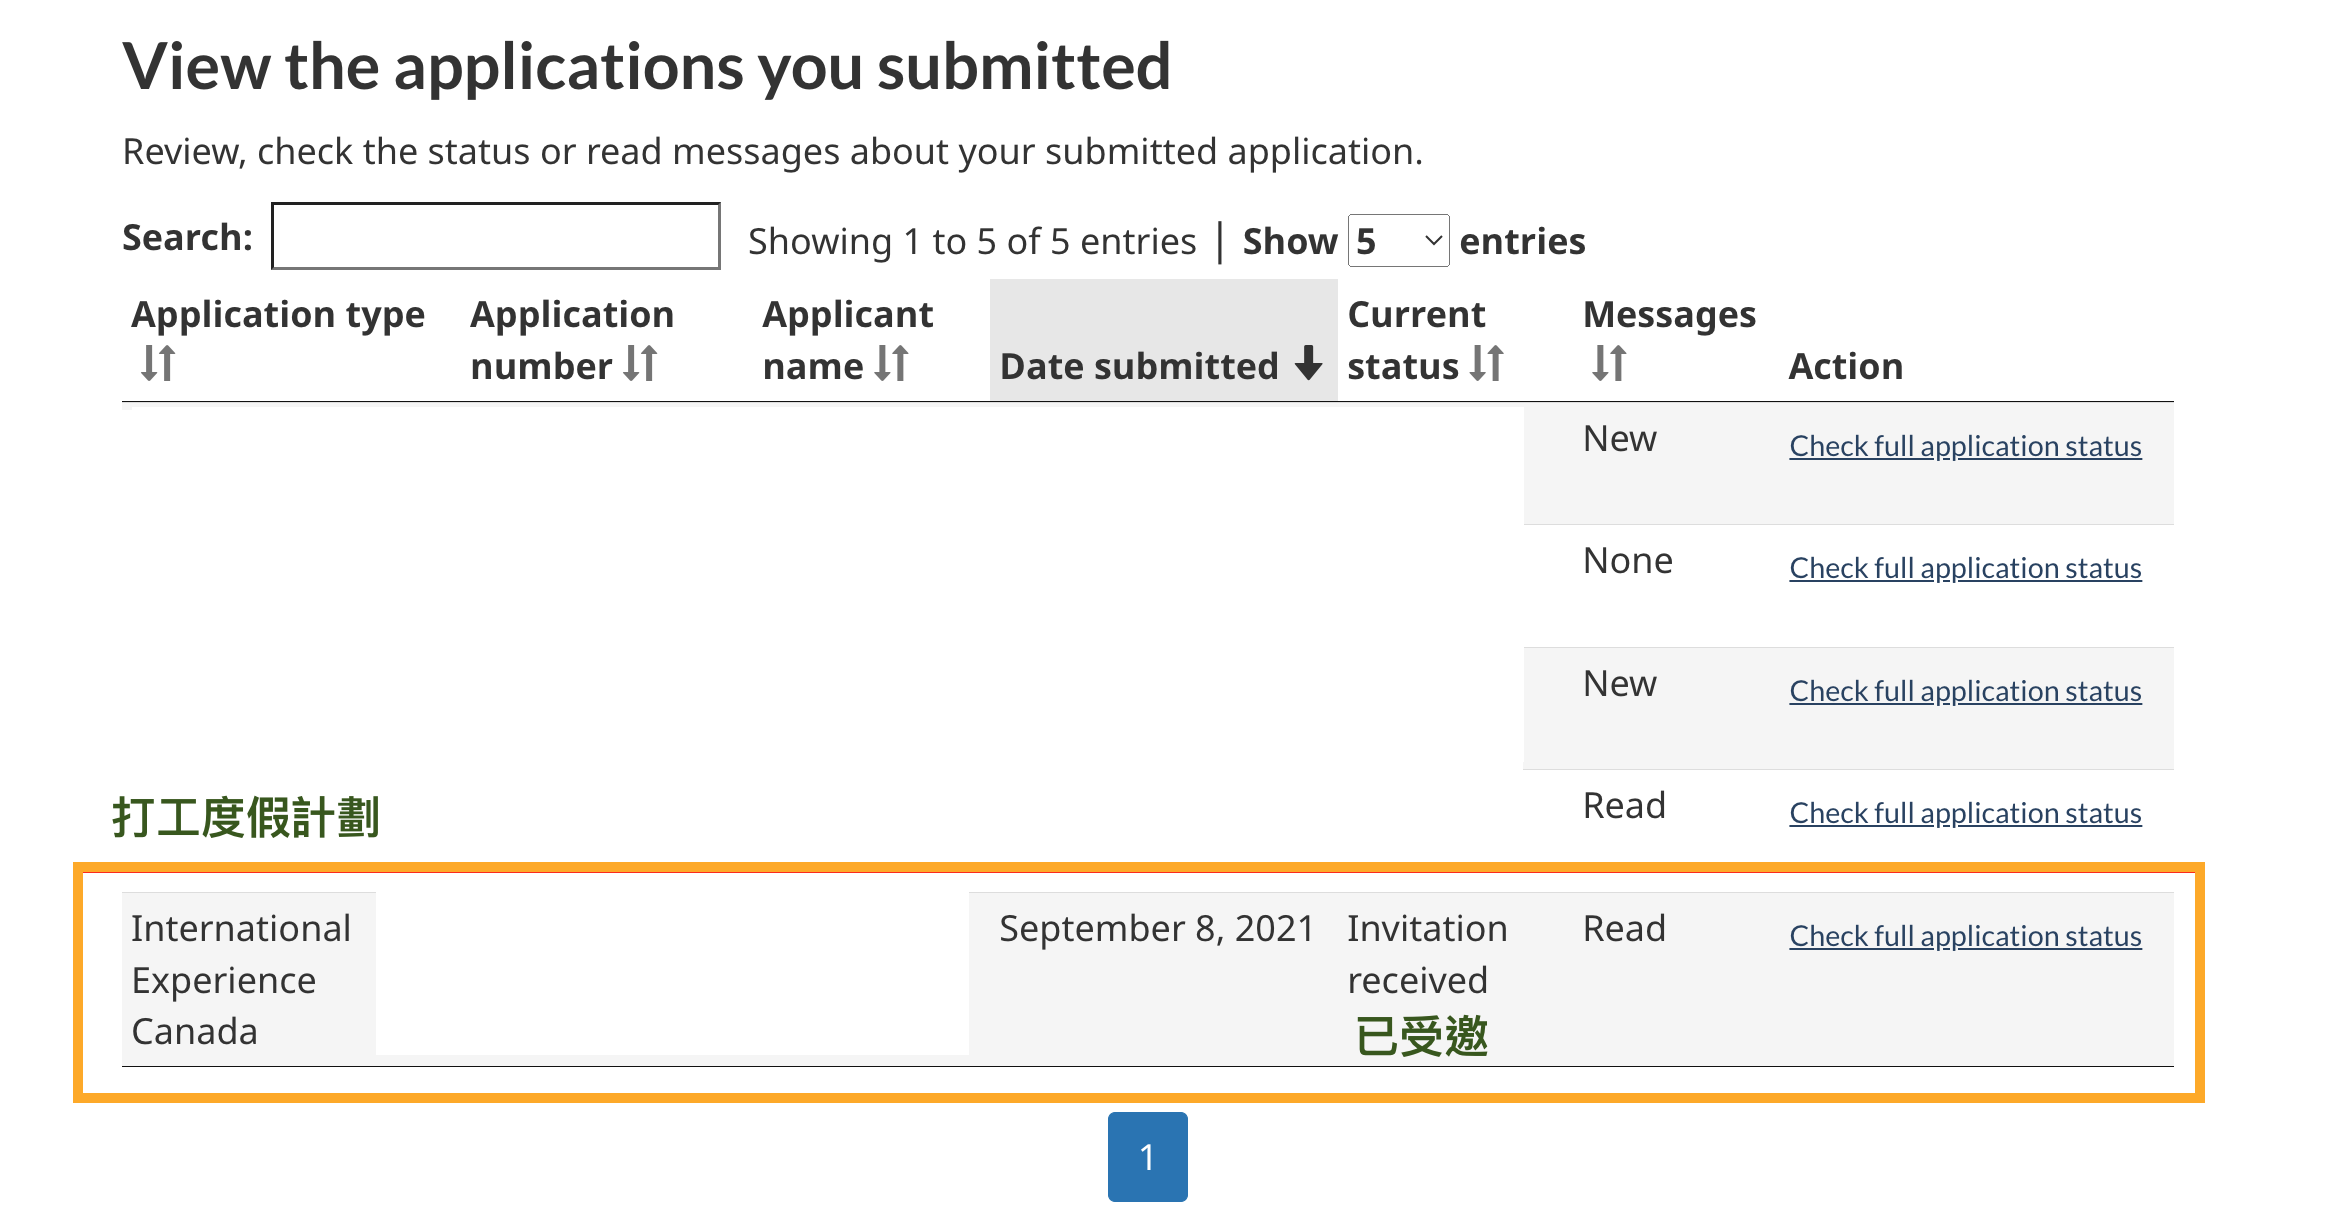 View the applications you submitted
Review, check the status or read messages about your submitted application.
Search: Showing 1 to 5 of 5 entries | Show 5 entries
Application type
Application number
Applicant name
Date submitted
Current status
Messages
Action
New Check full application status
None Check full application status
New Check full application status
打工度假計劃
Read Check full application status
International
Experience
Canada
September 8, 2021
Invitation
received
已受邀
Read
Check full application status
1